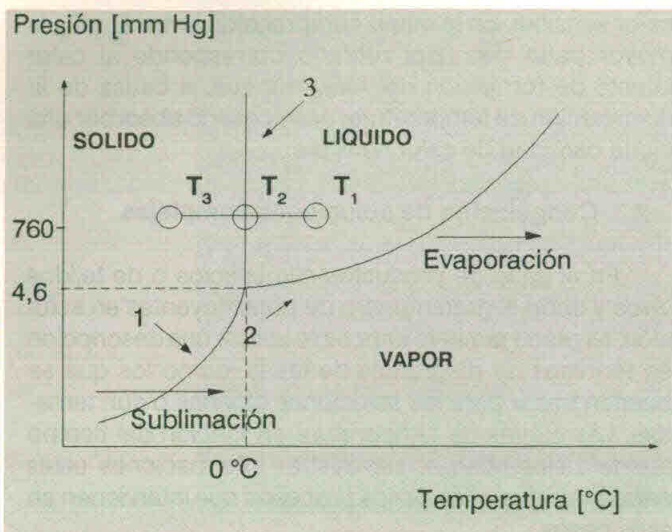 Presión [mm Hg]
3
SOLIDO
LIQUIDO
T3 T2 T1
760
Evaporación
4,6
1
2
VAPOR
Sublimación
0 ºC
Temperatura [°C]